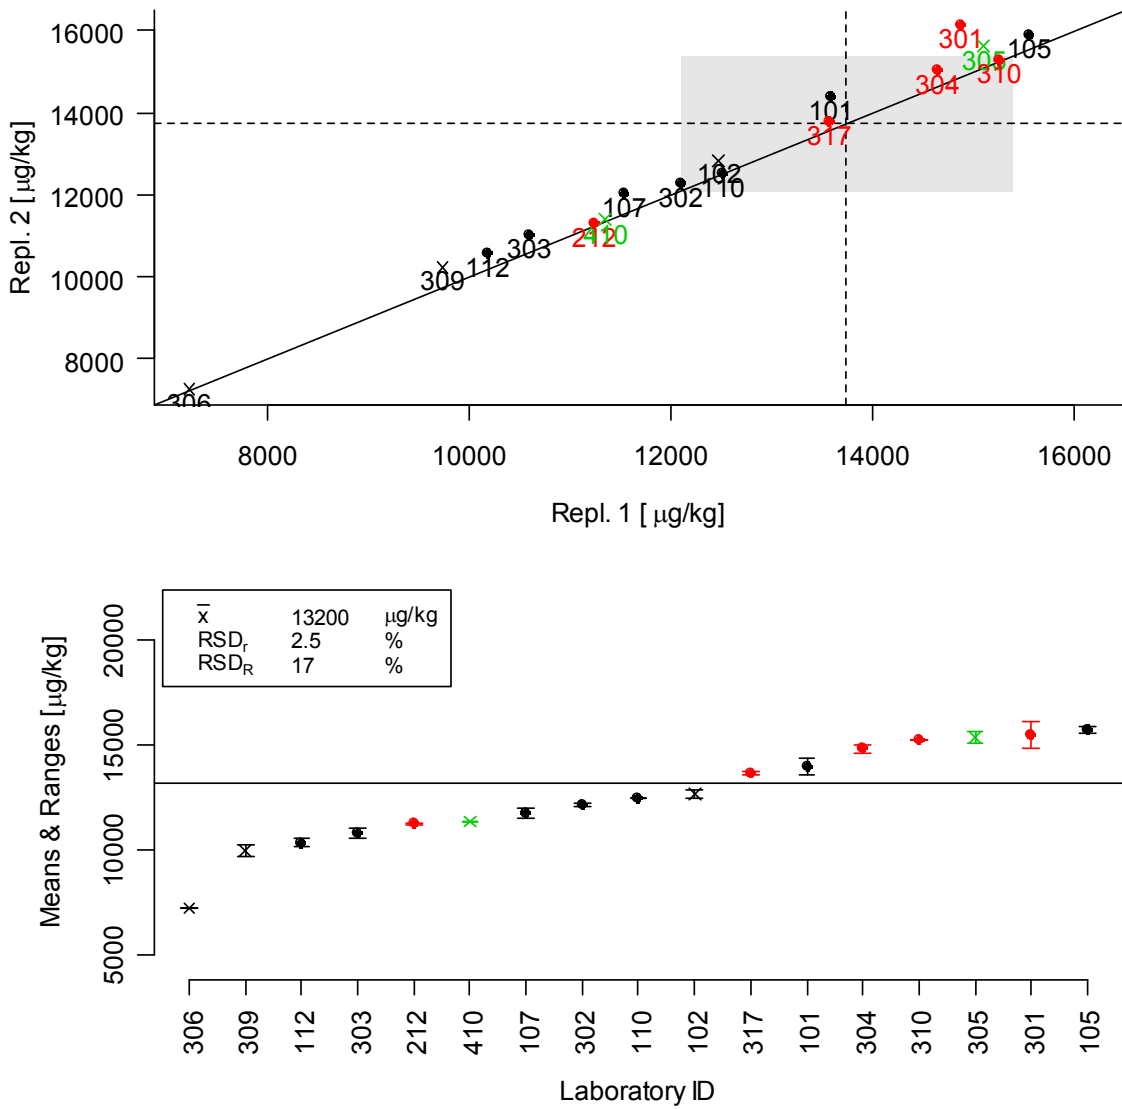 16000
14000
12000
10000
8000
Repl. 2 [μg/kg]
301
105
305
310
304
101
317
102
110
302
107
410
212
303
112
309
306
8000 10000 12000 14000 16000
Repl. 1 [ μg/kg]
x̅ 13200 μg/kg
RSDr 2.5 %
RSDR 17 %
20000
15000
10000
5000
Means & Ranges [μg/kg]
306 309 112 303 212 410 107 302 110 102 317 101 304 310 305 301 105
Laboratory ID